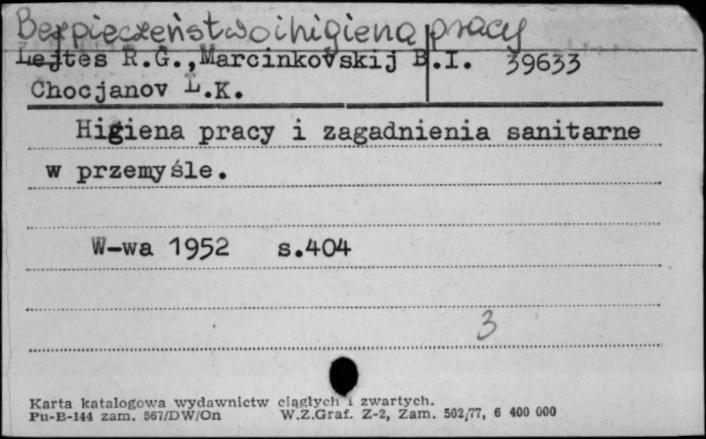 Bezpieczeństwo i higiena pracy
Lejtes R.G., Marcinkovskij B.I. 39633
Chocjanov L.K.
Higiena pracy i zagadnienia sanitarne
w przemyśle.
W-wa 1952 s.404
3
Karta katalogowa wydawnictw ciągłych i zwartych.
Pu-B-144 zam. 567/DW/On W.Z.Graf. Z-2, Zam. 502/77, 6 400 000